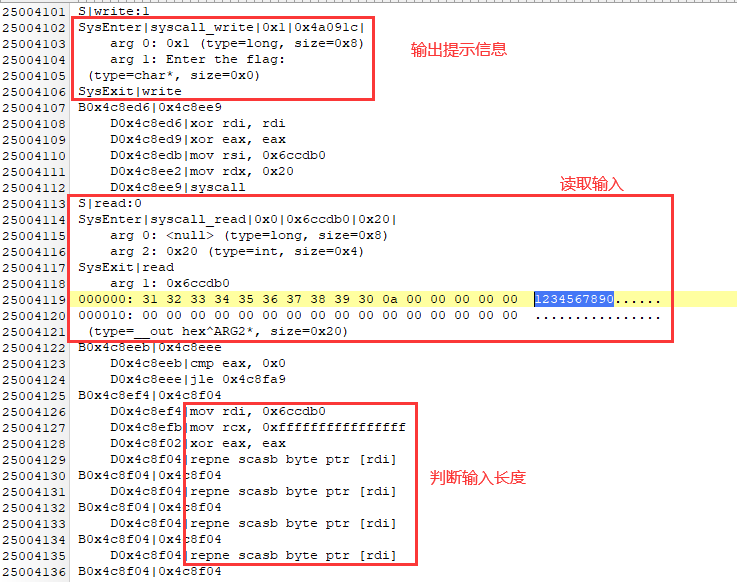 25004101 S|write:1
25004102 SysEnter|syscall_write|0x1|0x4a091c|
25004103 arg 0: 0x1 (type=long, size=0x8)
25004104 arg 1: Enter the flag:
25004105 (type=char*, size=0x0)
25004106 SysExit|write
输出提示信息
25004107 B0x4c8ed6|0x4c8ee9
25004108 D0x4c8ed6|xor rdi, rdi
25004109 D0x4c8ed9|xor eax, eax
25004110 D0x4c8edb|mov rsi, 0x6ccdb0
25004111 D0x4c8ee2|mov rdx, 0x20
25004112 D0x4c8ee9|syscall
读取输入
25004113 S|read:0
25004114 SysEnter|syscall_read|0x0|0x6ccdb0|0x20|
25004115 arg 0: <null> (type=long, size=0x8)
25004116 arg 2: 0x20 (type=int, size=0x4)
25004117 SysExit|read
25004118 arg 1: 0x6ccdb0
25004119 000000: 31 32 33 34 35 36 37 38 39 30 0a 00 00 00 00 00 1234567890......
25004120 000010: 00 00 00 00 00 00 00 00 00 00 00 00 00 00 00 00 ................
25004121 (type=__out hex^ARG2*, size=0x20)
25004122 B0x4c8eeb|0x4c8eee
25004123 D0x4c8eeb|cmp eax, 0x0
25004124 D0x4c8eee|jle 0x4c8fa9
25004125 B0x4c8ef4|0x4c8f04
25004126 D0x4c8ef4|mov rdi, 0x6ccdb0
25004127 D0x4c8efb|mov rcx, 0xffffffffffffffff
25004128 D0x4c8f02|xor eax, eax
25004129 D0x4c8f04|repne scasb byte ptr [rdi]
25004130 B0x4c8f04|0x4c8f04
25004131 D0x4c8f04|repne scasb byte ptr [rdi]
25004132 B0x4c8f04|0x4c8f04
25004133 D0x4c8f04|repne scasb byte ptr [rdi]
25004134 B0x4c8f04|0x4c8f04
25004135 D0x4c8f04|repne scasb byte ptr [rdi]
25004136 B0x4c8f04|0x4c8f04
判断输入长度